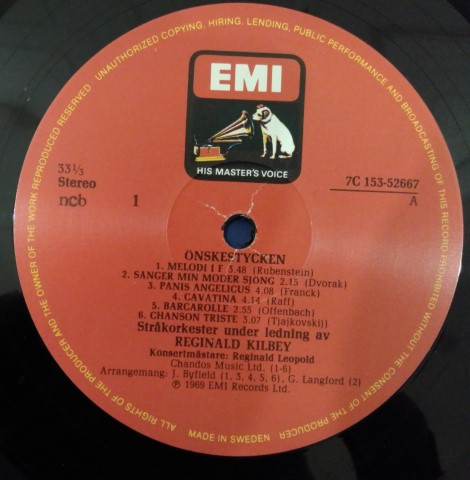 UNAUTHORIZED COPYING, HIRING, LENDING, PUBLIC PERFORMANCE AND BROADCASTING OF THIS RECORD PROHIBITED WITHOUT THE CONSENT OF THE PRODUCER
ALL RIGHTS OF THE PRODUCER AND THE OWNER OF THE WORK REPRODUCED RESERVED
EMI
HIS MASTER'S VOICE
33 1/3
Stereo
ncb 1
7C 153-52667
A
ÖNSKESTYCKEN
1. MELODI I F 3.48 (Rubenstein)
2. SANGER MIN MODER SJONG 2.15 (Dvorak)
3. PANIS ANGELICUS 4.08 (Franck)
4. CAVATINA 4.14 (Raff)
5. BARCAROLLE 2.55 (Offenbach)
6. CHANSON TRISTE 3.07 (Tjajkovskij)
Stråkorkester under ledning av
REGINALD KILBEY
Konsertmästare: Reginald Leopold
Chandos Music Ltd. (1-6)
Arrangemang: J. Byfield (1, 3, 4, 5, 6), G. Langford (2)
℗ 1969 EMI Records Ltd.
MADE IN SWEDEN